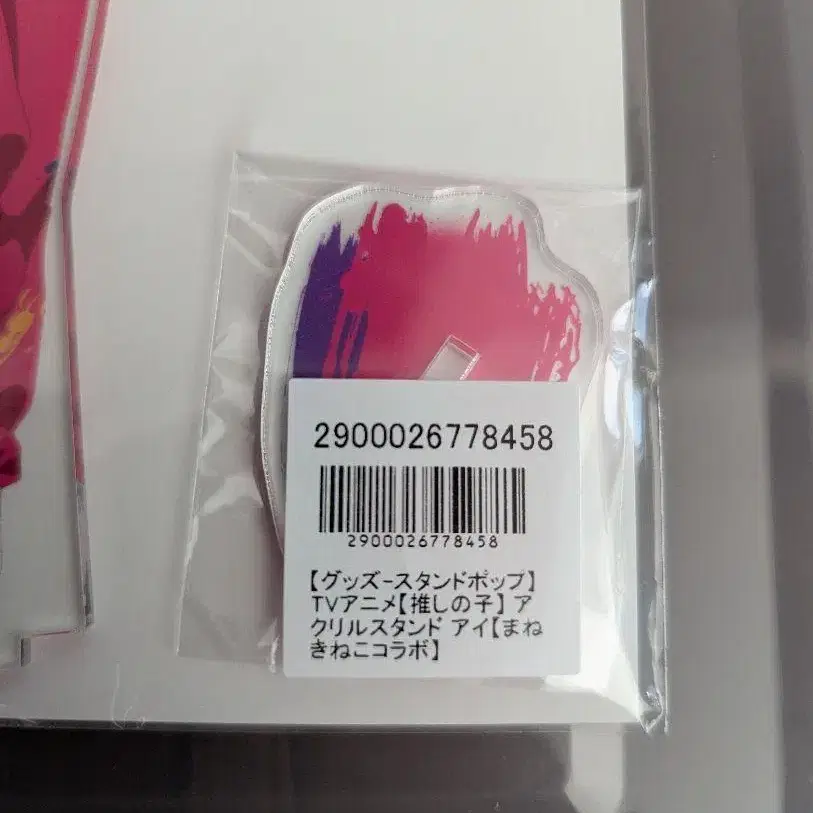 2900026778458
2900026778458
【グッズ-スタンドポップ】
TVアニメ【推しの子】 ア
クリルスタンド アイ【まね
きねこコラボ】